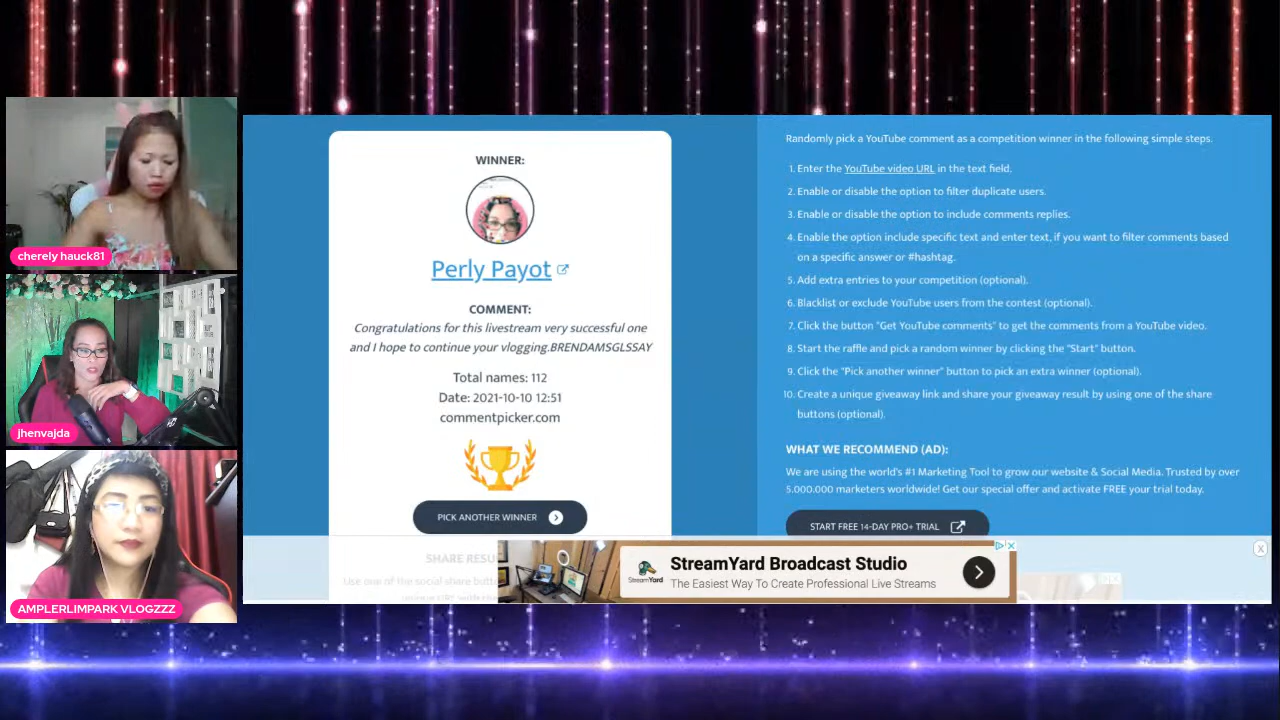 cherely hauck81
jhenvajda
AMPLERLIMPARK VLOGZZZ
WINNER:
Perly Payot
COMMENT:
Congratulations for this livestream very successful one
and I hope to continue your vlogging.BRENDAMSGLSSAY
Total names: 112
Date: 2021-10-10 12:51
commentpicker.com
PICK ANOTHER WINNER
SHARE RESU
Use one of the social share butt
Randomly pick a YouTube comment as a competition winner in the following simple steps.
1. Enter the YouTube video URL in the text field.
2. Enable or disable the option to filter duplicate users.
3. Enable or disable the option to include comments replies.
4. Enable the option include specific text and enter text, if you want to filter comments based
on a specific answer or #hashtag.
5. Add extra entries to your competition (optional).
6. Blacklist or exclude YouTube users from the contest (optional).
7. Click the button "Get YouTube comments" to get the comments from a YouTube video.
8. Start the raffle and pick a random winner by clicking the "Start" button.
9. Click the "Pick another winner" button to pick an extra winner (optional).
10. Create a unique giveaway link and share your giveaway result by using one of the share
buttons (optional).
WHAT WE RECOMMEND (AD):
We are using the world's #1 Marketing Tool to grow our website & Social Media. Trusted by over
5.000.000 marketers worldwide! Get our special offer and activate FREE your trial today.
START FREE 14-DAY PRO+ TRIAL
StreamYard
StreamYard Broadcast Studio
The Easiest Way To Create Professional Live Streams